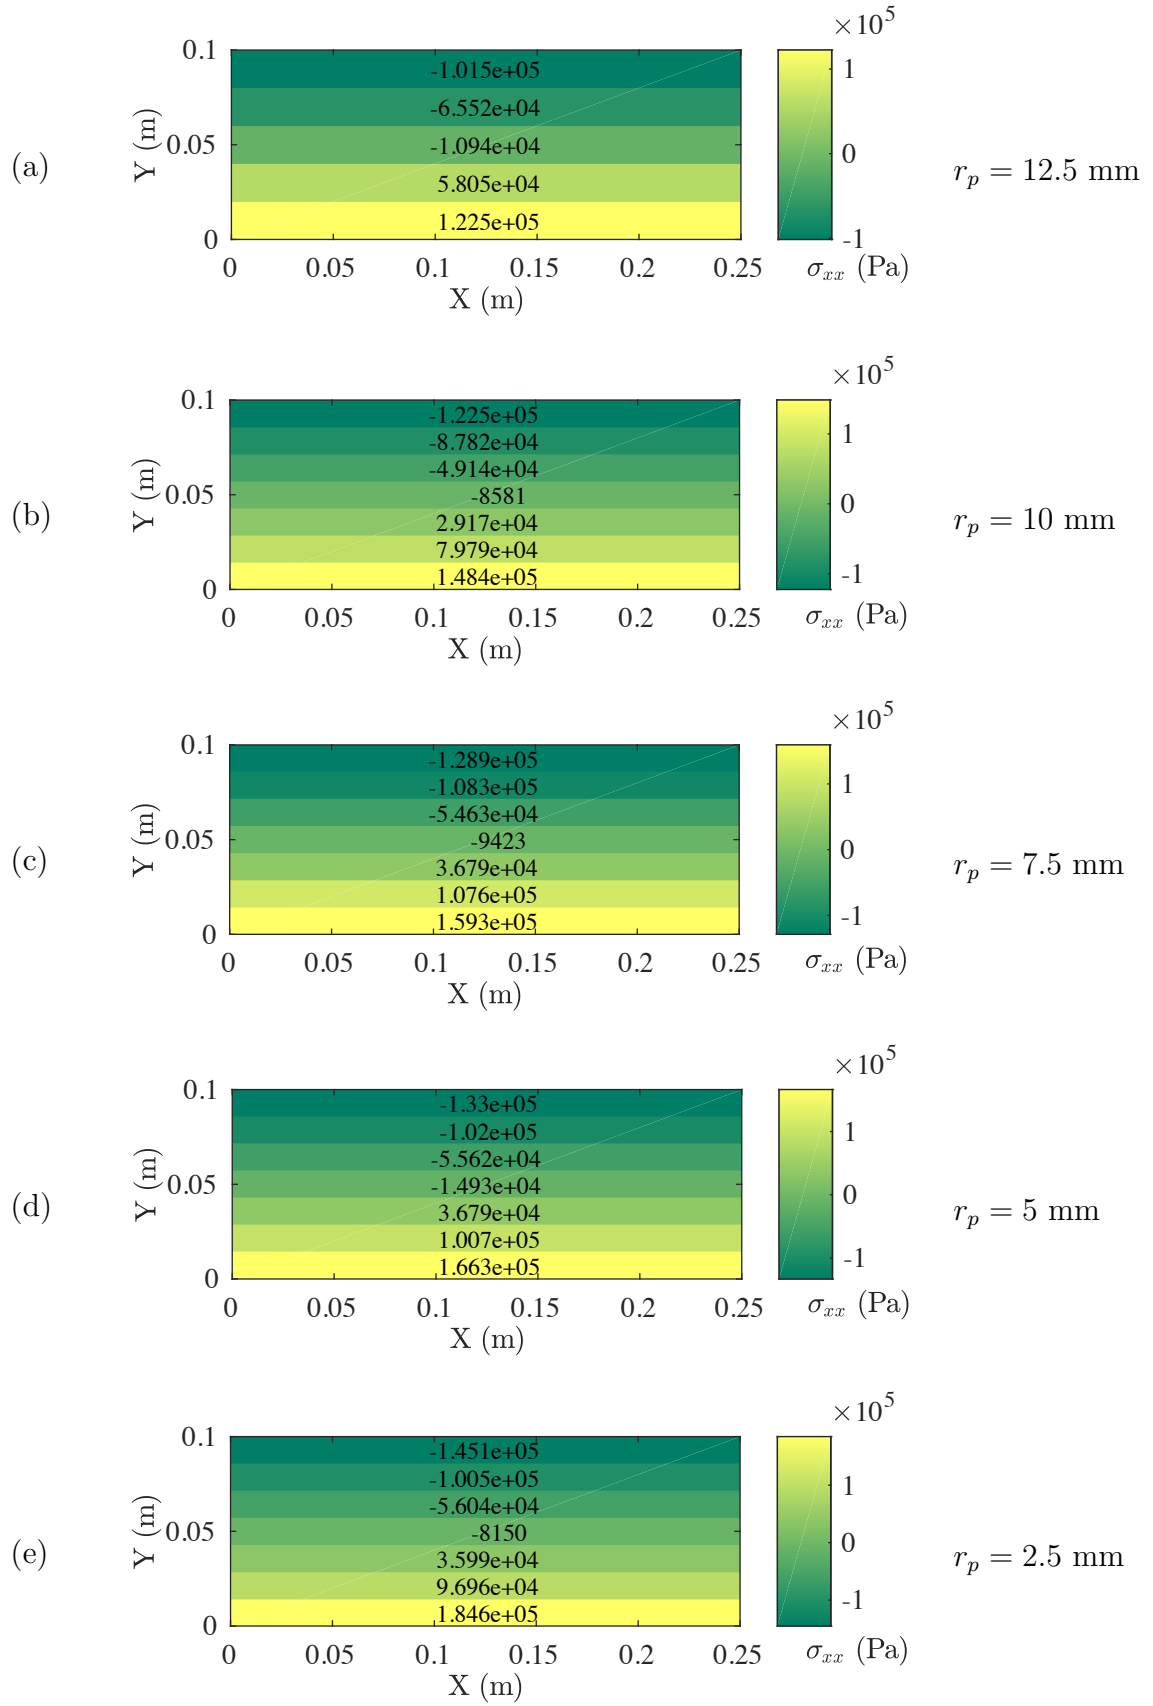 ×10^5
0.1
-1.015e+05
1
-6.552e+04
(a)
Y (m)
0.05
-1.094e+04
0
r_p = 12.5 mm
5.805e+04
1.225e+05
0
-1
0 0.05 0.1 0.15 0.2 0.25
σ_xx (Pa)
X (m)
×10^5
0.1
-1.225e+05
1
-8.782e+04
-4.914e+04
(b)
Y (m)
0.05
-8581
0
r_p = 10 mm
2.917e+04
7.979e+04
-1
1.484e+05
0
0 0.05 0.1 0.15 0.2 0.25
σ_xx (Pa)
X (m)
×10^5
0.1
-1.289e+05
1
-1.083e+05
-5.463e+04
(c)
Y (m)
0.05
-9423
0
r_p = 7.5 mm
3.679e+04
1.076e+05
-1
1.593e+05
0
0 0.05 0.1 0.15 0.2 0.25
σ_xx (Pa)
X (m)
×10^5
0.1
-1.33e+05
1
-1.02e+05
-5.562e+04
(d)
Y (m)
0.05
-1.493e+04
0
r_p = 5 mm
3.679e+04
1.007e+05
-1
1.663e+05
0
0 0.05 0.1 0.15 0.2 0.25
σ_xx (Pa)
X (m)
×10^5
0.1
-1.451e+05
-1.005e+05
1
-5.604e+04
(e)
Y (m)
0.05
-8150
0
r_p = 2.5 mm
3.599e+04
9.696e+04
-1
1.846e+05
0
0 0.05 0.1 0.15 0.2 0.25
σ_xx (Pa)
X (m)